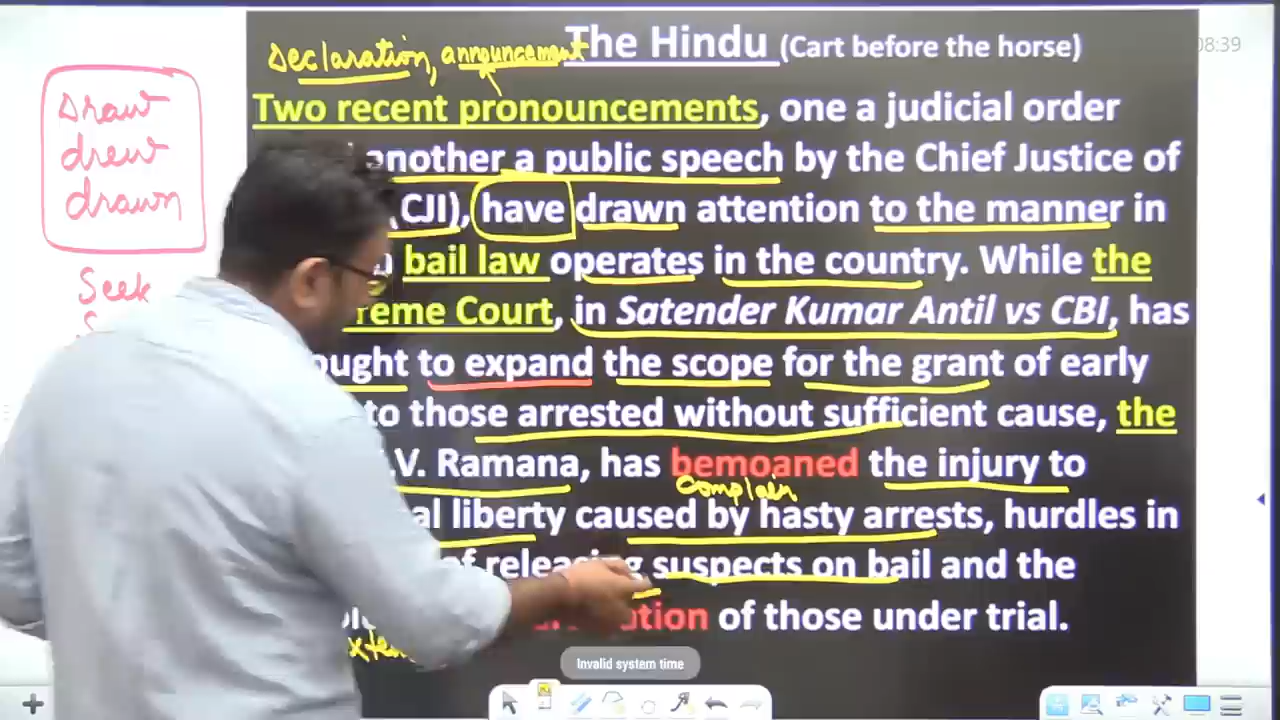 The Hindu (Cart before the horse)
08:39
Declaration, announcement
Two recent pronouncements, one a judicial order
another a public speech by the Chief Justice of
(CJI), have drawn attention to the manner in
bail law operates in the country. While the
reme Court, in Satender Kumar Antil vs CBI, has
ought to expand the scope for the grant of early
to those arrested without sufficient cause, the
.V. Ramana, has bemoaned the injury to
complain
al liberty caused by hasty arrests, hurdles in
of releasing suspects on bail and the
of those under trial.
Draw
drew
drawn
Seek
Invalid system time